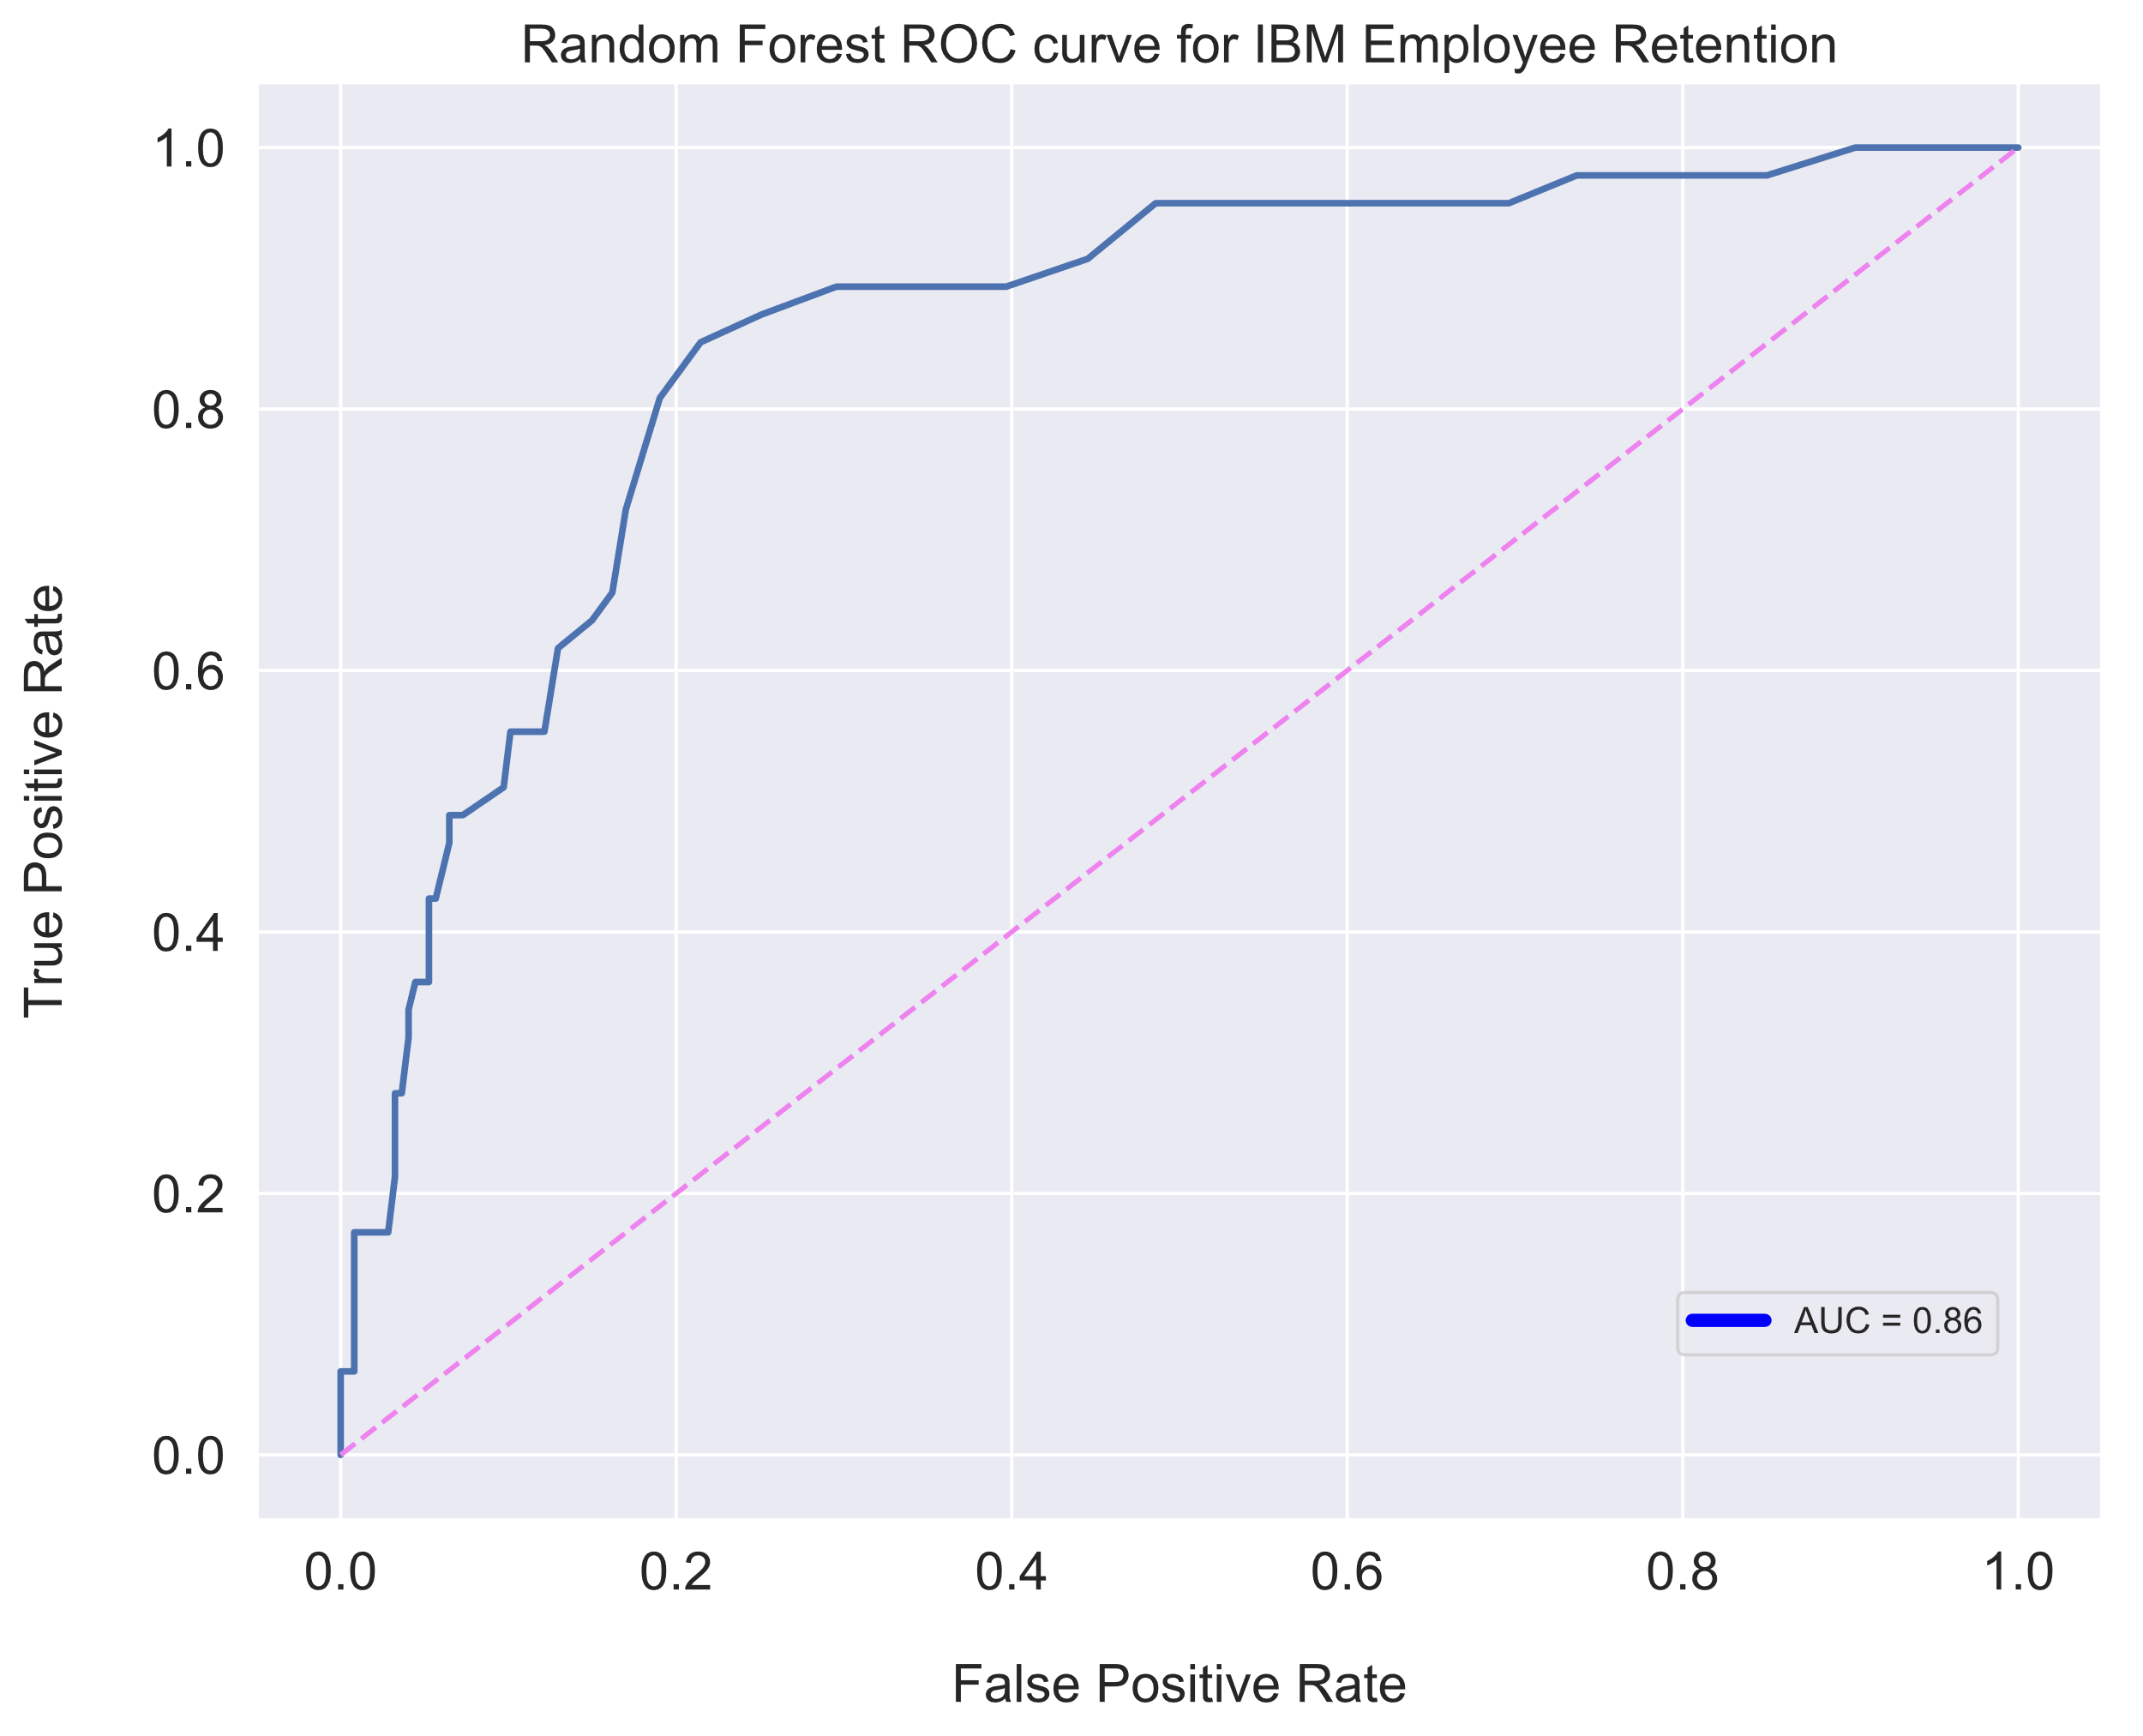 Random Forest ROC curve for IBM Employee Retention
1.0
0.8
0.6
0.4
0.2
0.0
True Positive Rate
AUC = 0.86
0.0 0.2 0.4 0.6 0.8 1.0
False Positive Rate